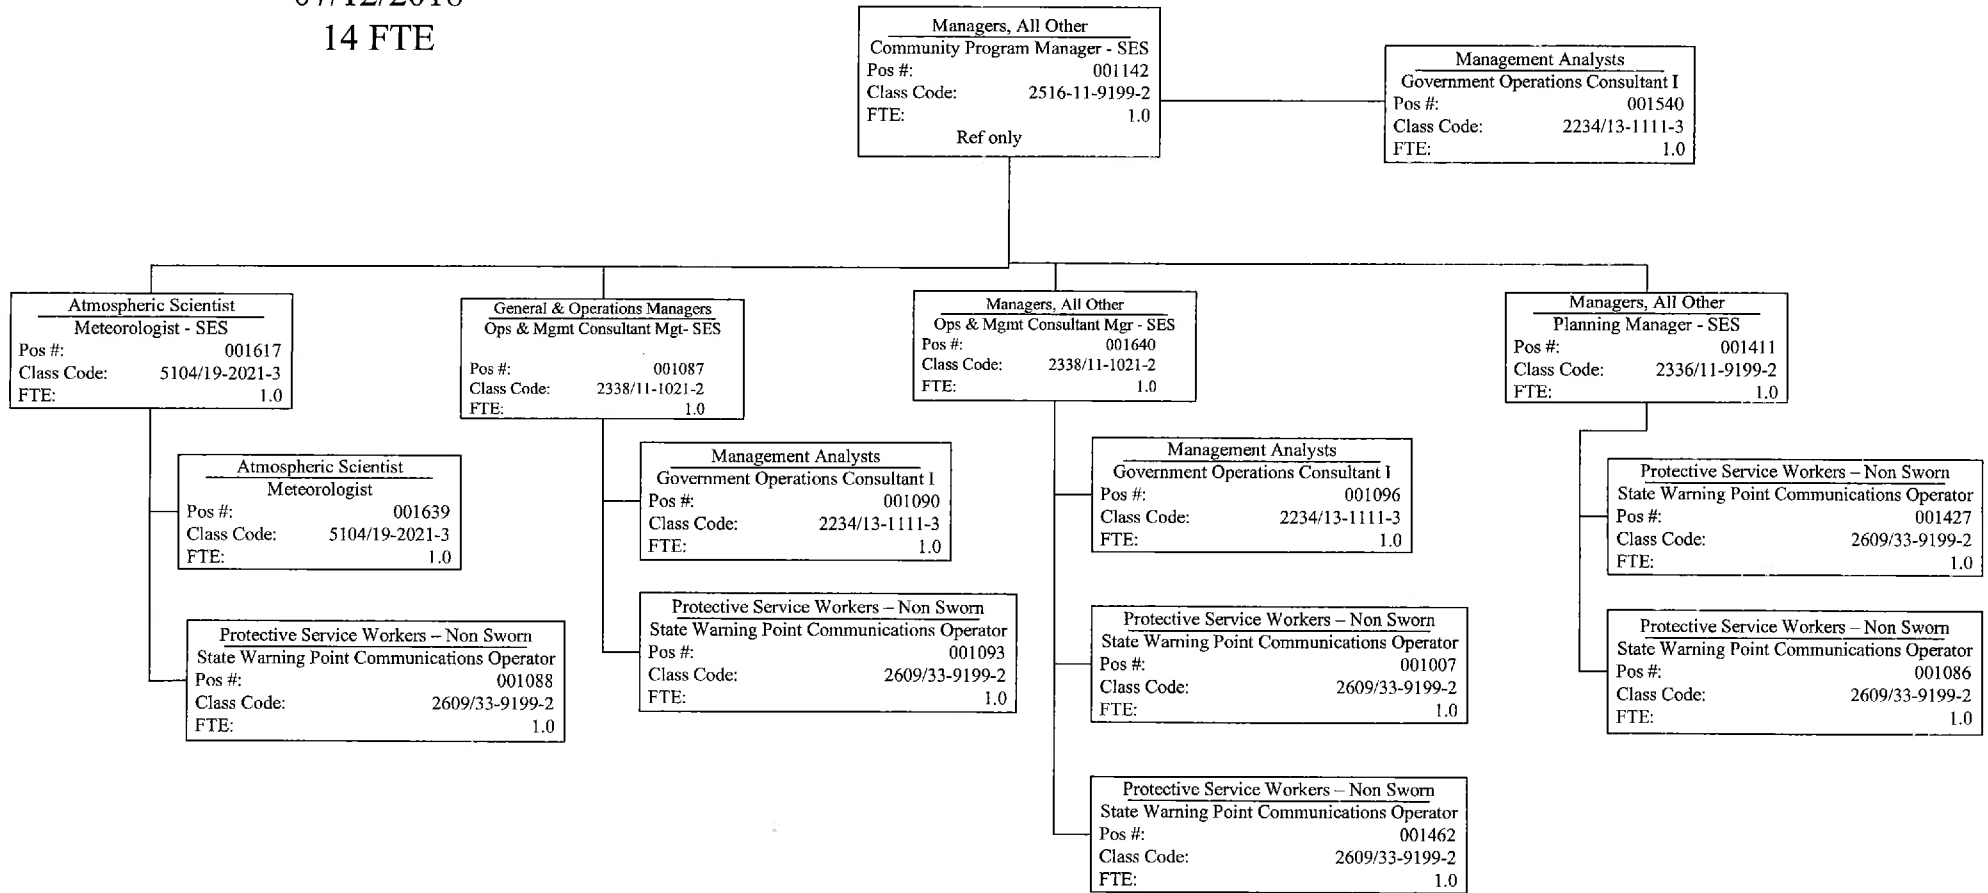 14 FTE
Managers, All Other
Community Program Manager - SES
Pos #: 001142
Class Code: 2516-11-9199-2
FTE: 1.0
Ref only
Management Analysts
Government Operations Consultant I
Pos #: 001540
Class Code: 2234/13-1111-3
FTE: 1.0
Atmospheric Scientist
Meteorologist - SES
Pos #: 001617
Class Code: 5104/19-2021-3
FTE: 1.0
General & Operations Managers
Ops & Mgmt Consultant Mgt- SES
Pos #: 001087
Class Code: 2338/11-1021-2
FTE: 1.0
Managers, All Other
Ops & Mgmt Consultant Mgr - SES
Pos #: 001640
Class Code: 2338/11-1021-2
FTE: 1.0
Managers, All Other
Planning Manager - SES
Pos #: 001411
Class Code: 2336/11-9199-2
FTE: 1.0
Atmospheric Scientist
Meteorologist
Pos #: 001639
Class Code: 5104/19-2021-3
FTE: 1.0
Management Analysts
Government Operations Consultant I
Pos #: 001090
Class Code: 2234/13-1111-3
FTE: 1.0
Management Analysts
Government Operations Consultant I
Pos #: 001096
Class Code: 2234/13-1111-3
FTE: 1.0
Protective Service Workers – Non Sworn
State Warning Point Communications Operator
Pos #: 001427
Class Code: 2609/33-9199-2
FTE: 1.0
Protective Service Workers – Non Sworn
State Warning Point Communications Operator
Pos #: 001088
Class Code: 2609/33-9199-2
FTE: 1.0
Protective Service Workers – Non Sworn
State Warning Point Communications Operator
Pos #: 001093
Class Code: 2609/33-9199-2
FTE: 1.0
Protective Service Workers – Non Sworn
State Warning Point Communications Operator
Pos #: 001007
Class Code: 2609/33-9199-2
FTE: 1.0
Protective Service Workers – Non Sworn
State Warning Point Communications Operator
Pos #: 001086
Class Code: 2609/33-9199-2
FTE: 1.0
Protective Service Workers – Non Sworn
State Warning Point Communications Operator
Pos #: 001462
Class Code: 2609/33-9199-2
FTE: 1.0